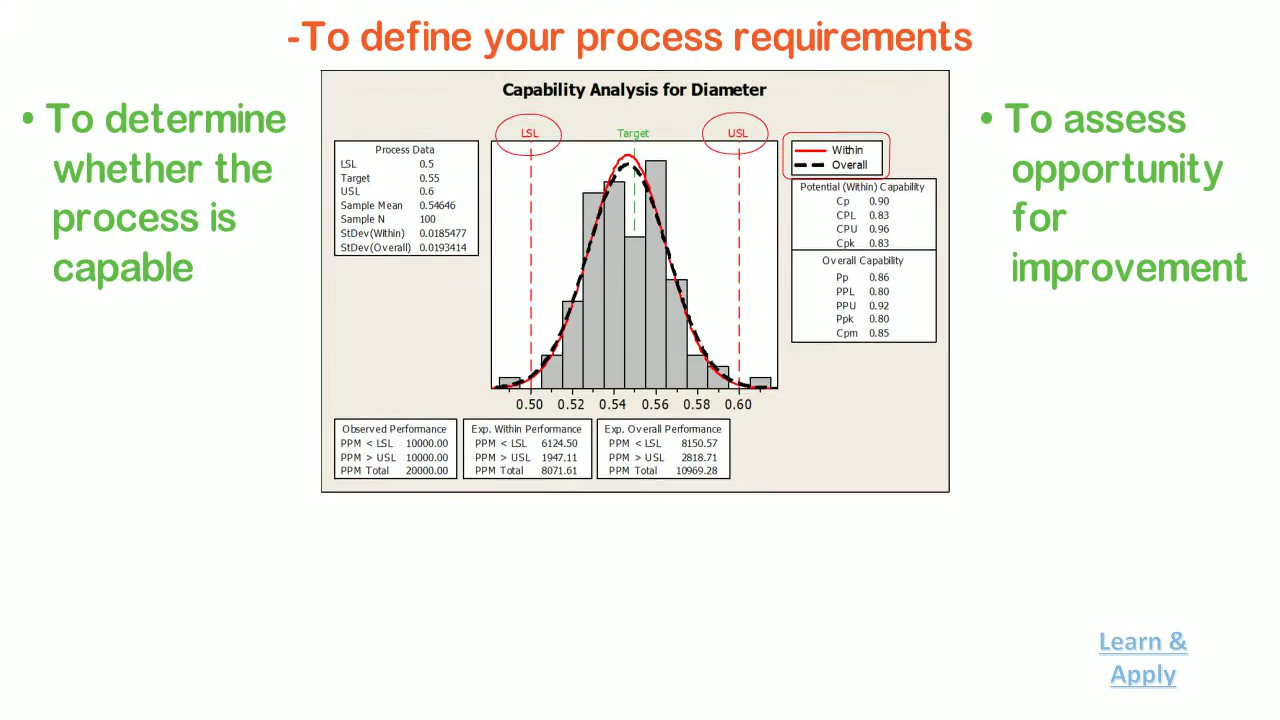 -To define your process requirements
• To determine
whether the
process is
capable
Capability Analysis for Diameter
LSL Target USL
Process Data
LSL 0.5
Target 0.55
USL 0.6
Sample Mean 0.54646
Sample N 100
StDev(Within) 0.0185477
StDev(Overall) 0.0193414
Within
Overall
Potential (Within) Capability
Cp 0.90
CPL 0.83
CPU 0.96
Cpk 0.83
Overall Capability
Pp 0.86
PPL 0.80
PPU 0.92
Ppk 0.80
Cpm 0.85
0.50 0.52 0.54 0.56 0.58 0.60
Observed Performance
PPM < LSL 10000.00
PPM > USL 10000.00
PPM Total 20000.00
Exp. Within Performance
PPM < LSL 6124.50
PPM > USL 1947.11
PPM Total 8071.61
Exp. Overall Performance
PPM < LSL 8150.57
PPM > USL 2818.71
PPM Total 10969.28
• To assess
opportunity
for
improvement
Learn &
Apply